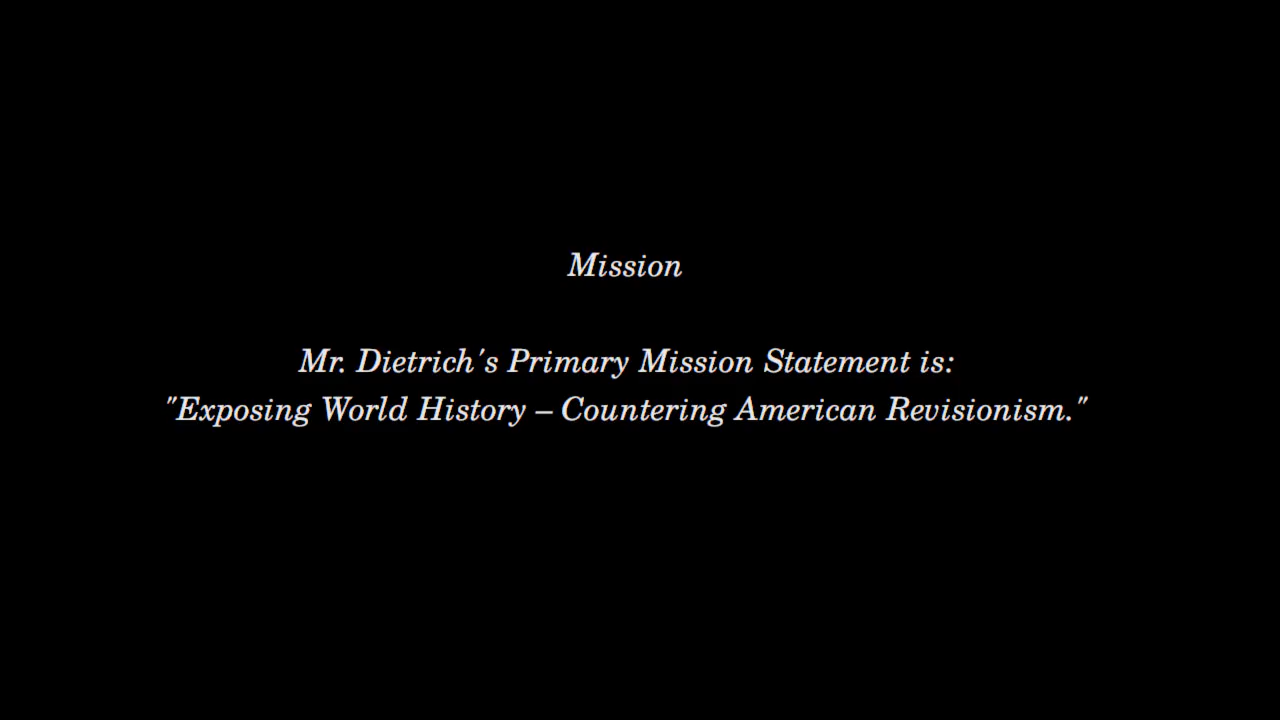 Mission
Mr. Dietrich's Primary Mission Statement is:
"Exposing World History – Countering American Revisionism."